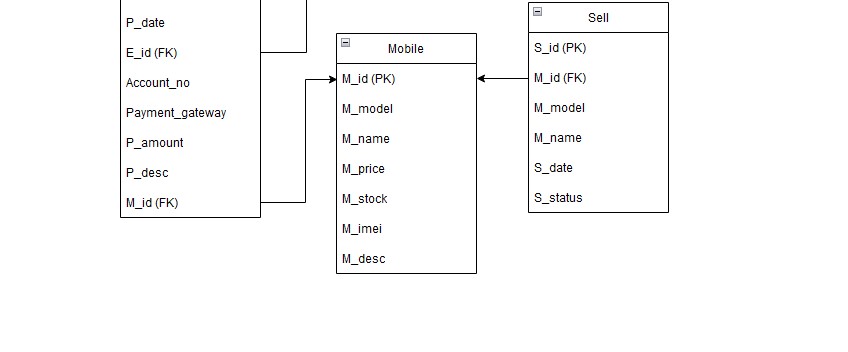 P_date
E_id (FK)
Account_no
Payment_gateway
P_amount
P_desc
M_id (FK)
Mobile
M_id (PK)
M_model
M_name
M_price
M_stock
M_imei
M_desc
Sell
S_id (PK)
M_id (FK)
M_model
M_name
S_date
S_status